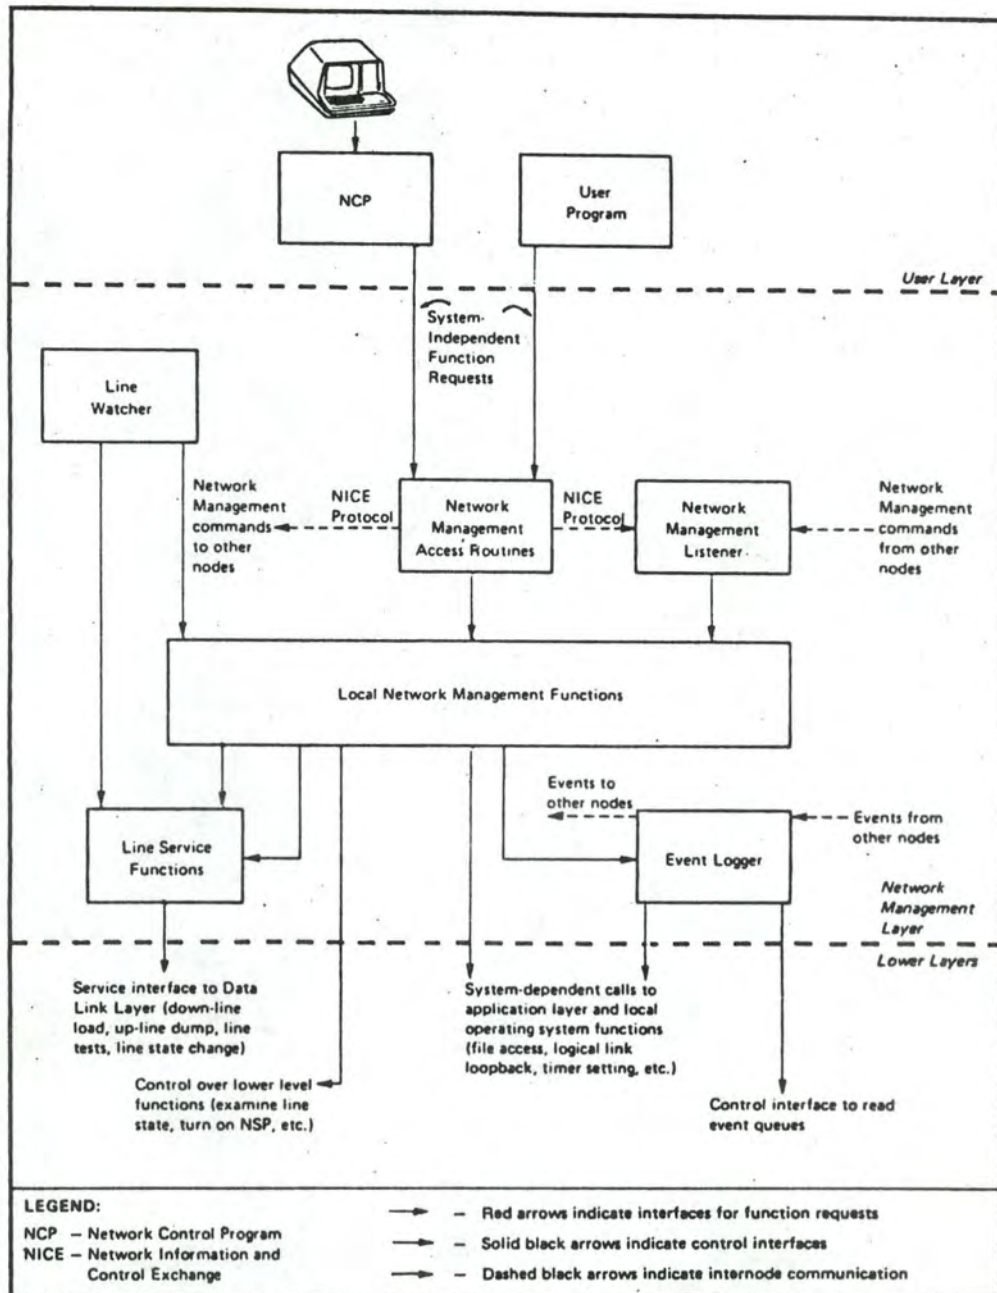 NCP
User
Program
User Layer
System-
Independent
Function
Requests
Line
Watcher
Network
Management
commands
to other
nodes
NICE
Protocol
Network
Management
Access Routines
NICE
Protocol
Network
Management
Listener
Network
Management
commands
from other
nodes
Local Network Management Functions
Events to
other nodes
Line Service
Functions
Event Logger
Events from
other nodes
Network
Management
Layer
Lower Layers
Service interface to Data
Link Layer (down-line
load, up-line dump, line
tests, line state change)
System-dependent calls to
application layer and local
operating system functions
(file access, logical link
loopback, timer setting, etc.)
Control over lower level
functions (examine line
state, turn on NSP, etc.)
Control interface to read
event queues
LEGEND:
NCP – Network Control Program
NICE – Network Information and
Control Exchange
– Red arrows indicate interfaces for function requests
– Solid black arrows indicate control interfaces
– Dashed black arrows indicate internode communication